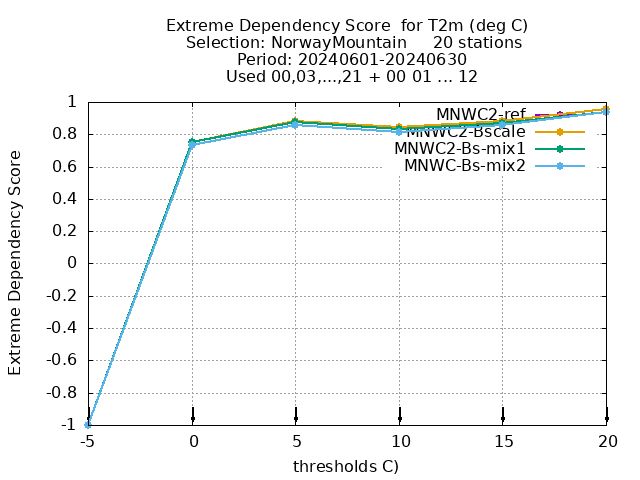 Extreme Dependency Score  for T2m (deg C)
Selection: NorwayMountain     20 stations
Period: 20240601-20240630
Used 00,03,...,21 + 00 01 ... 12
Extreme Dependency Score
1
0.8
0.6
0.4
0.2
0
-0.2
-0.4
-0.6
-0.8
-1
MNWC2-ref
MNWC2-Bscale
MNWC2-Bs-mix1
MNWC-Bs-mix2
-5 0 5 10 15 20
thresholds C)